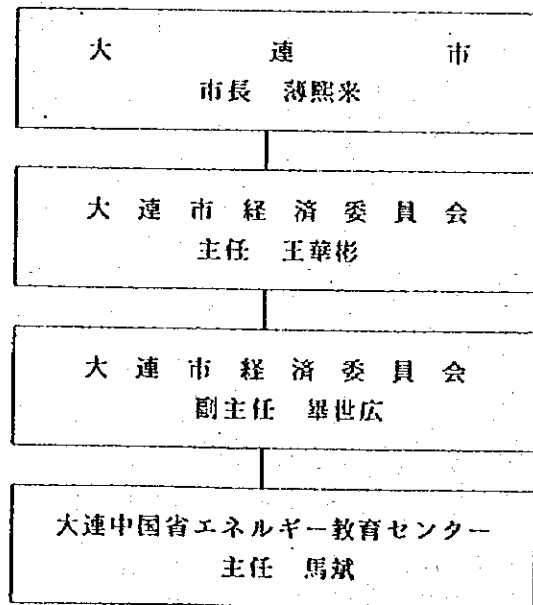 大連市
市長 薄熙来
大連市経済委員会
主任 王華彬
大連市経済委員会
副主任 畢世広
大連中国省エネルギー教育センター
主任 馬斌